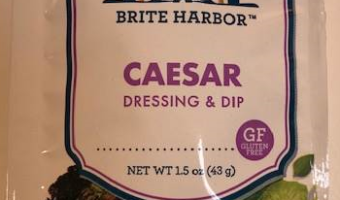 BRITE HARBOR™
CAESAR
DRESSING & DIP
GF
GLUTEN
FREE
NET WT 1.5 oz (43 g)